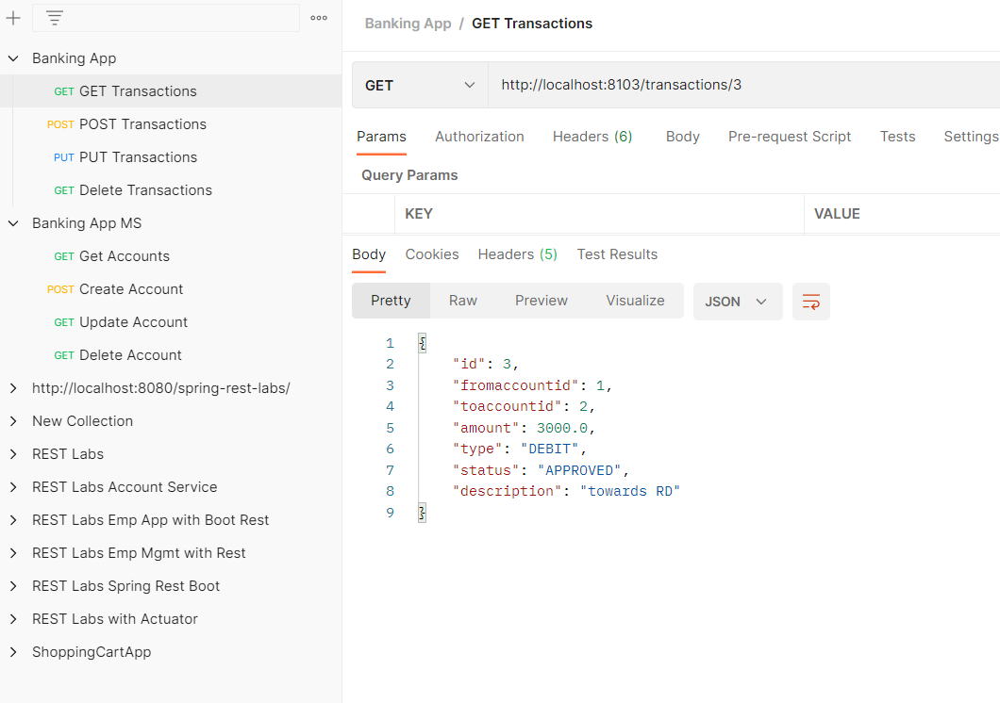 Banking App
GET GET Transactions
POST POST Transactions
PUT PUT Transactions
GET Delete Transactions
Banking App MS
GET Get Accounts
POST Create Account
GET Update Account
GET Delete Account
http://localhost:8080/spring-rest-labs/
New Collection
REST Labs
REST Labs Account Service
REST Labs Emp App with Boot Rest
REST Labs Emp Mgmt with Rest
REST Labs Spring Rest Boot
REST Labs with Actuator
ShoppingCartApp
Banking App / GET Transactions
GET http://localhost:8103/transactions/3
Params Authorization Headers (6) Body Pre-request Script Tests Settings
Query Params
KEY VALUE
Body Cookies Headers (5) Test Results
Pretty Raw Preview Visualize JSON
1 {
2 "id": 3,
3 "fromaccountid": 1,
4 "toaccountid": 2,
5 "amount": 3000.0,
6 "type": "DEBIT",
7 "status": "APPROVED",
8 "description": "towards RD"
9 }